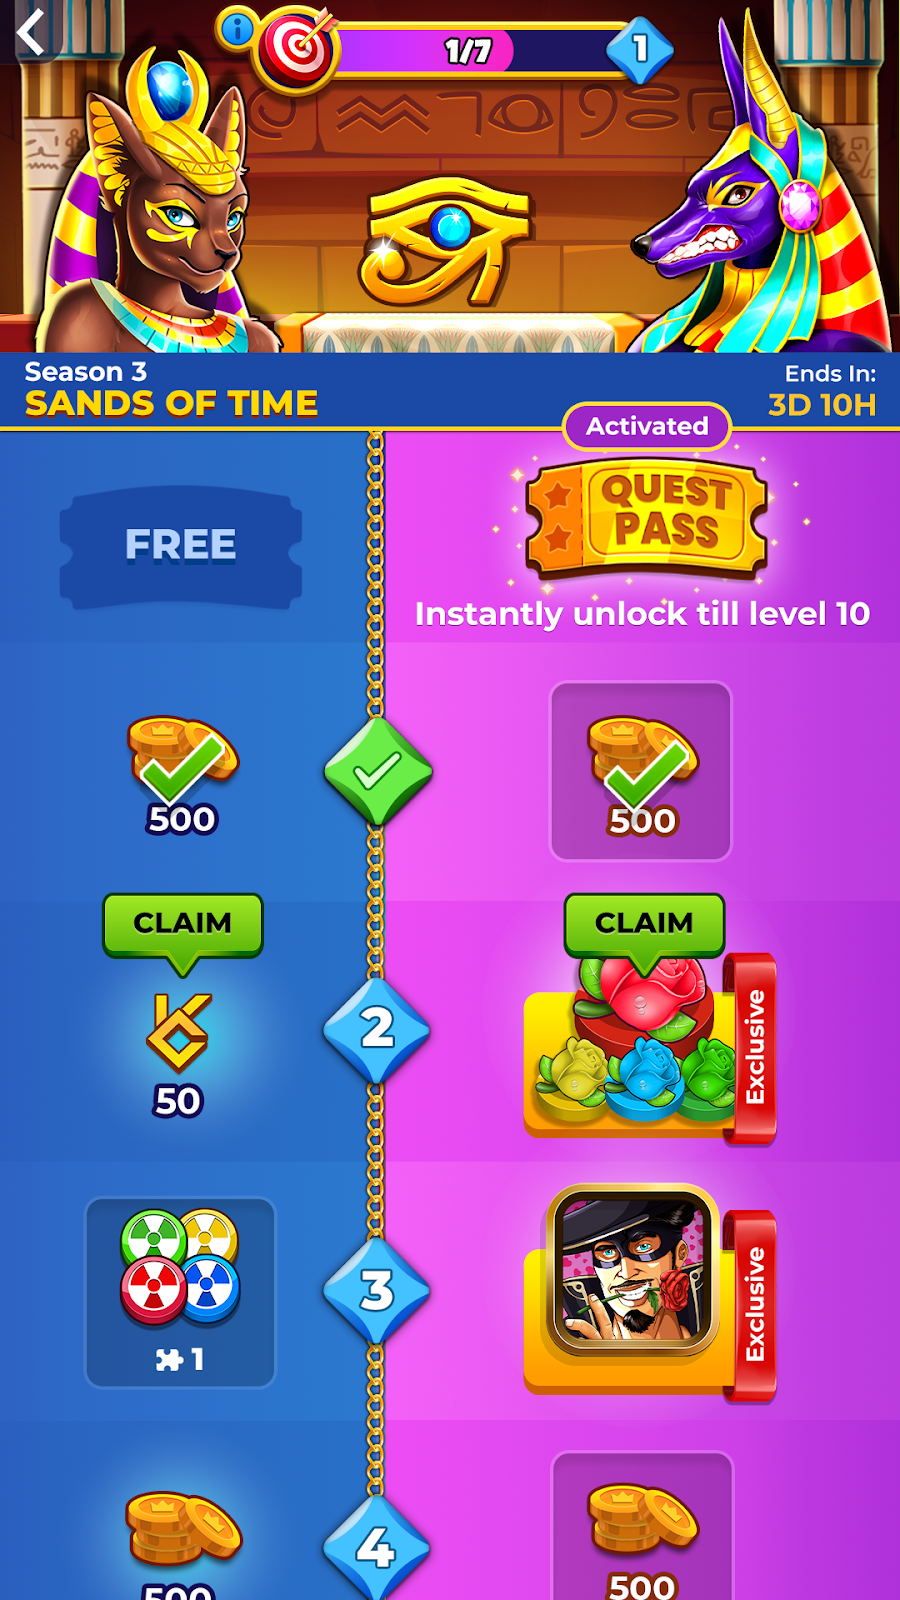 1/7
1
Season 3
SANDS OF TIME
Ends In:
3D 10H
Activated
FREE
QUEST
PASS
Instantly unlock till level 10
500
500
CLAIM
CLAIM
2
50
Exclusive
3
1
Exclusive
4
500
500